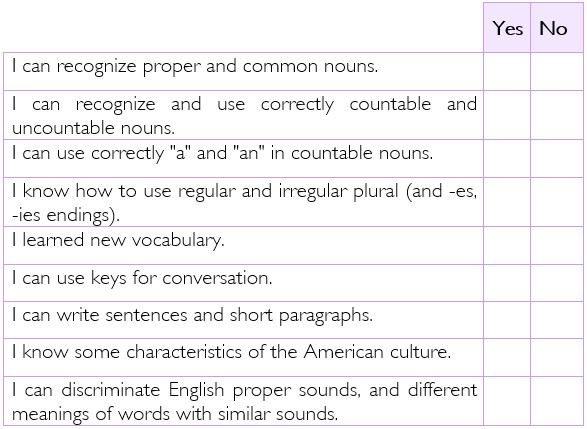 Yes No
I can recognize proper and common nouns.
I can recognize and use correctly countable and
uncountable nouns.
I can use correctly "a" and "an" in countable nouns.
I know how to use regular and irregular plural (and -es,
-ies endings).
I learned new vocabulary.
I can use keys for conversation.
I can write sentences and short paragraphs.
I know some characteristics of the American culture.
I can discriminate English proper sounds, and different
meanings of words with similar sounds.